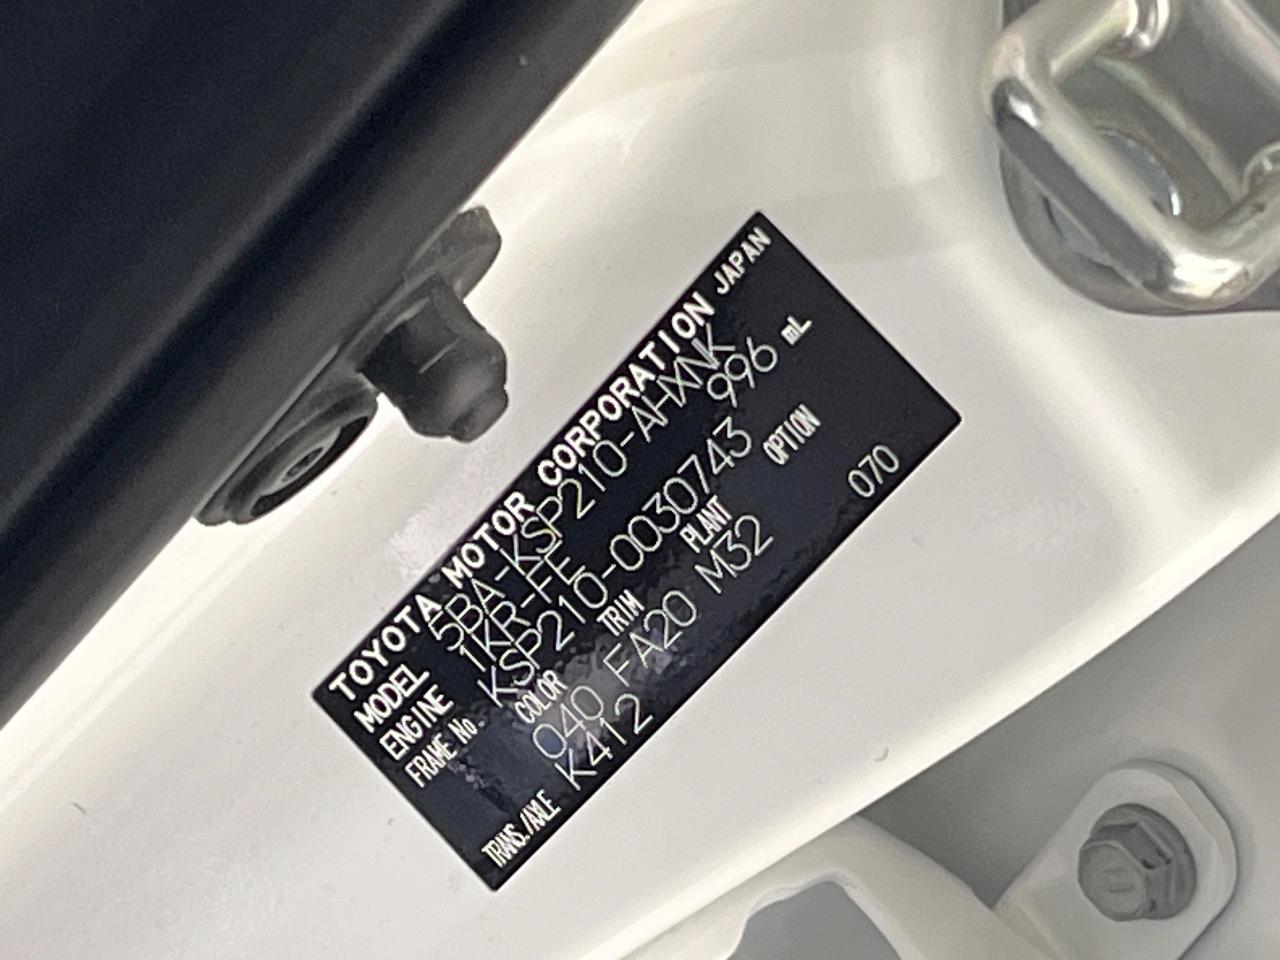 TOYOTA MOTOR CORPORATION JAPAN
MODEL 5BA-KSP210-AHXNK
ENGINE 1KR-FE 996 mL
FRAME No. KSP210-0030743
COLOR TRIM PLANT OPTION
040 FA20 M32 070
TRANS./AXLE K412